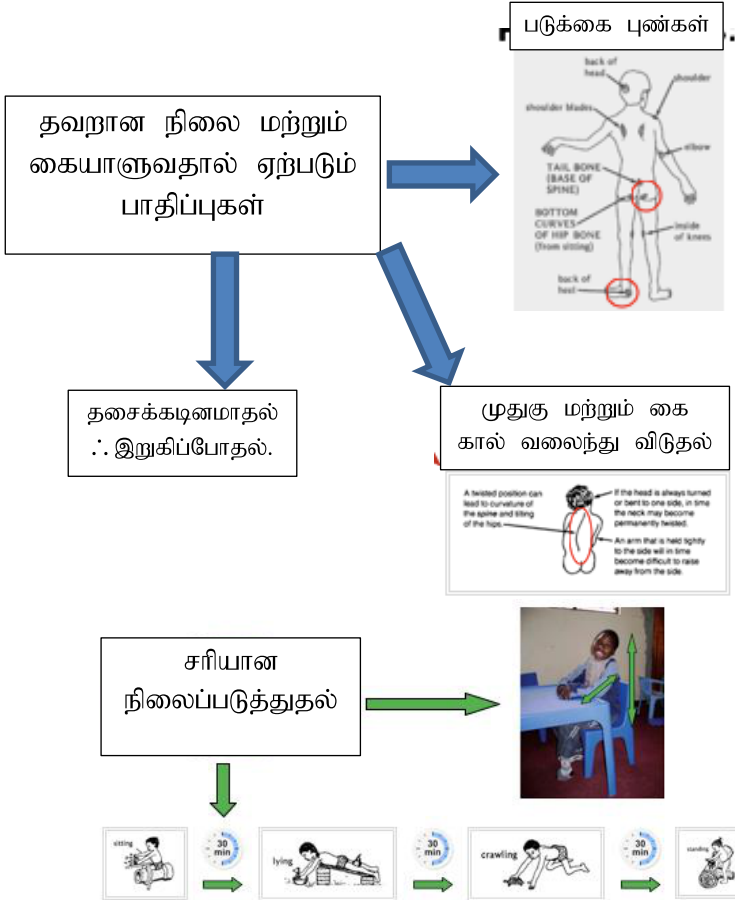 படுக்கை புண்கள்
back of
head
shoulder
shoulder blades
elbow
TAIL BONE
(BASE OF
SPINE)
BOTTOM
CURVES
OF HIP BONE
(from sitting)
inside
of knees
back of
heel
தவறான நிலை மற்றும்
கையாளுவதால் ஏற்படும்
பாதிப்புகள்
தசைக்கடினமாதல்
ஃ இறுகிப்போதல்.
முதுகு மற்றும் கை
கால் வலைந்து விடுதல்
A twisted position can
lead to curvature of
the spine and tilting
of the hips.
If the head is always turned
or bent to one side, in time
the neck may become
permanently twisted.
An arm that is held tightly
to the side will in time
become difficult to raise
away from the side.
சரியான
நிலைப்படுத்துதல்
sitting
30
min
lying
30
min
crawling
30
min
standing